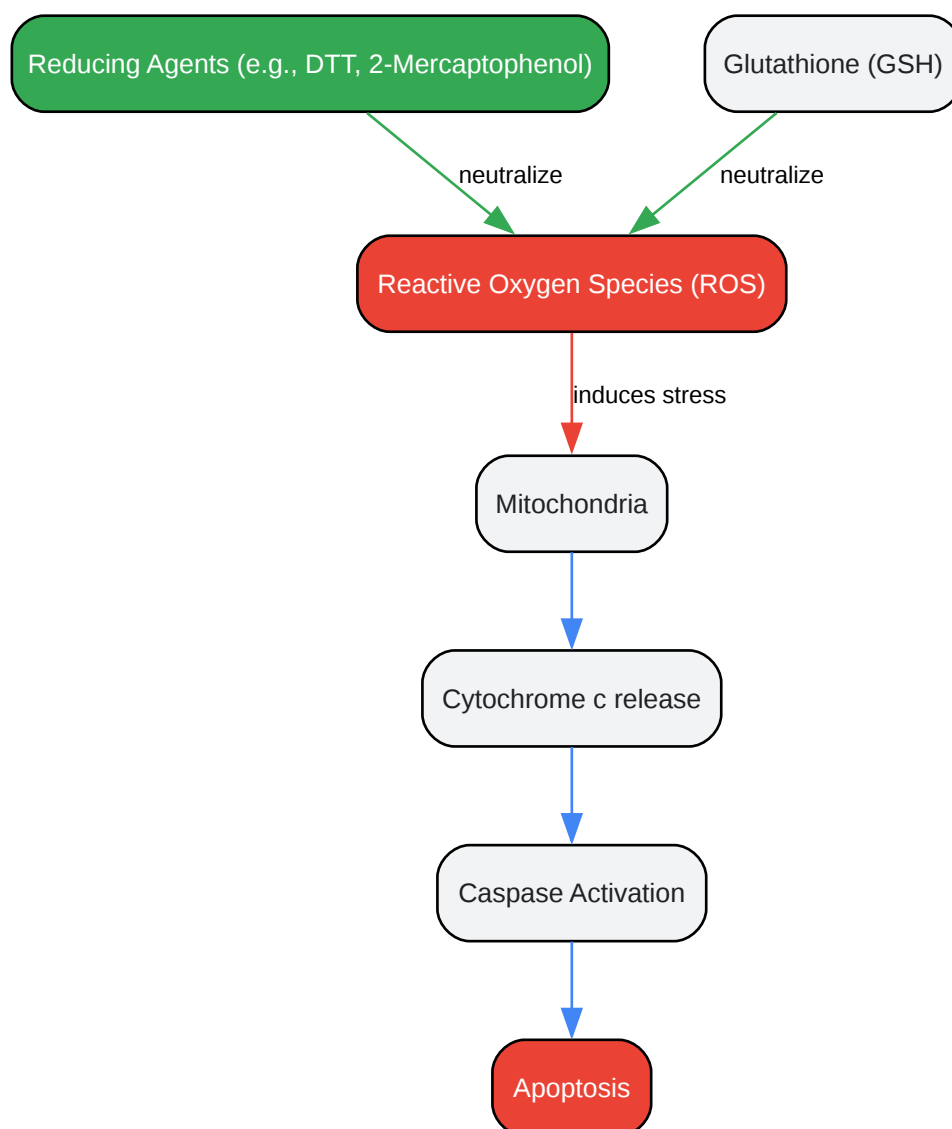 Reducing Agents (e.g., DTT, 2-Mercaptophenol)
Glutathione (GSH)
neutralize
neutralize
Reactive Oxygen Species (ROS)
induces stress
Mitochondria
Cytochrome c release
Caspase Activation
Apoptosis